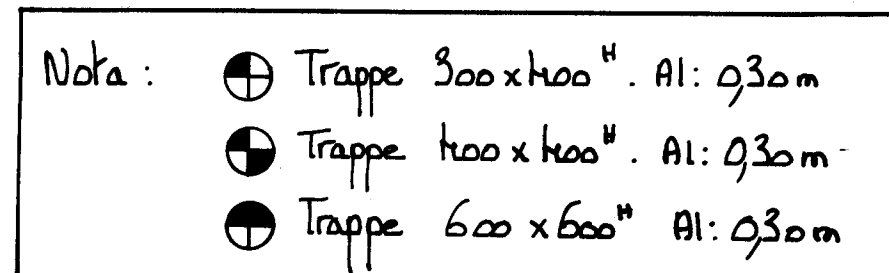 Nota : Trappe 300 x 400 H . Al : 0,30 m
Trappe 400 x 400 H . Al : 0,30 m
Trappe 600 x 600 H Al : 0,30 m